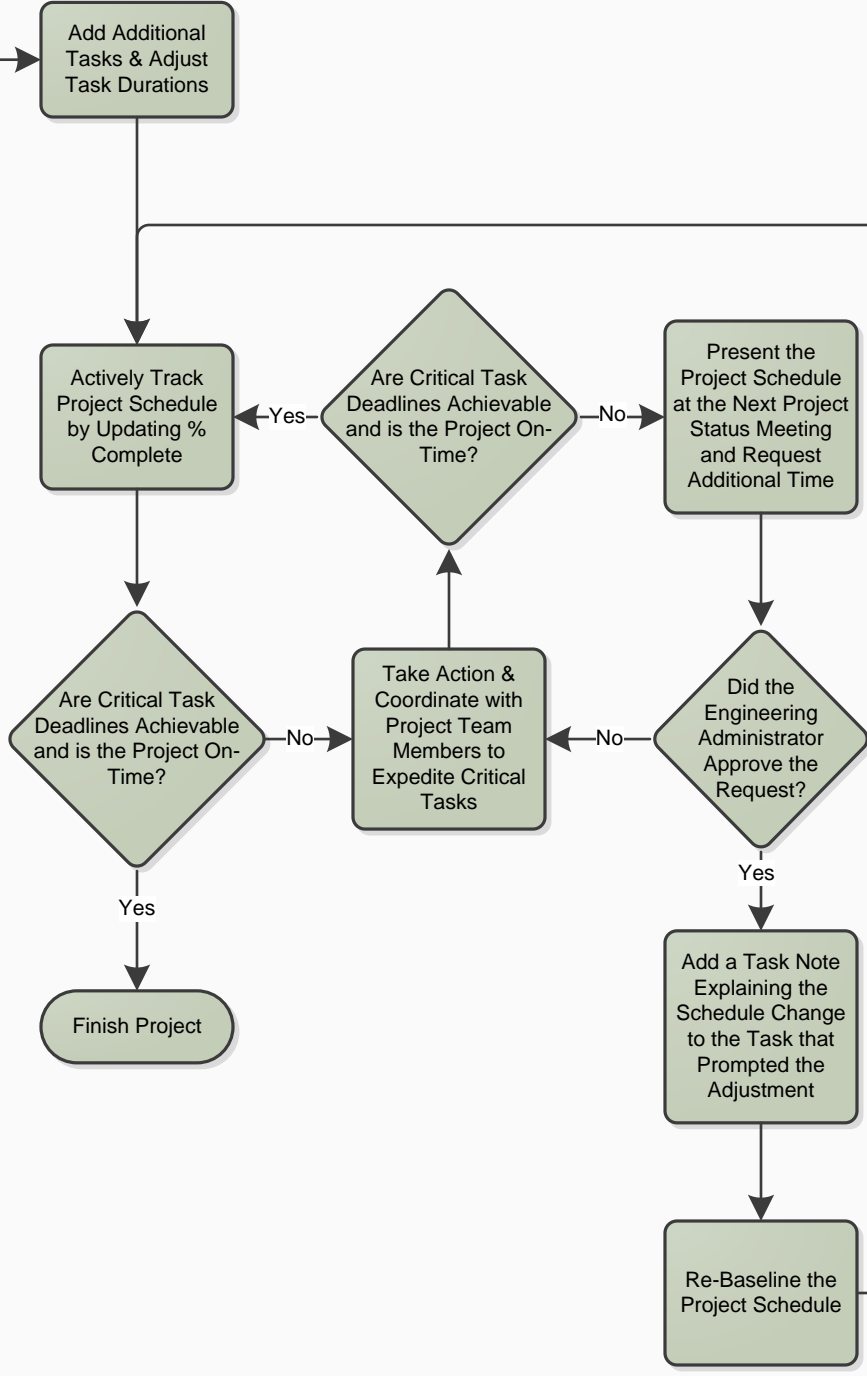 Add Additional
Tasks & Adjust
Task Durations
Actively Track
Project Schedule
by Updating %
Complete
Yes
Are Critical Task
Deadlines Achievable
and is the Project On-
Time?
No
Present the
Project Schedule
at the Next Project
Status Meeting
and Request
Additional Time
Are Critical Task
Deadlines Achievable
and is the Project On-
Time?
No
Take Action &
Coordinate with
Project Team
Members to
Expedite Critical
Tasks
No
Did the
Engineering
Administrator
Approve the
Request?
Yes
Yes
Finish Project
Add a Task Note
Explaining the
Schedule Change
to the Task that
Prompted the
Adjustment
Re-Baseline the
Project Schedule